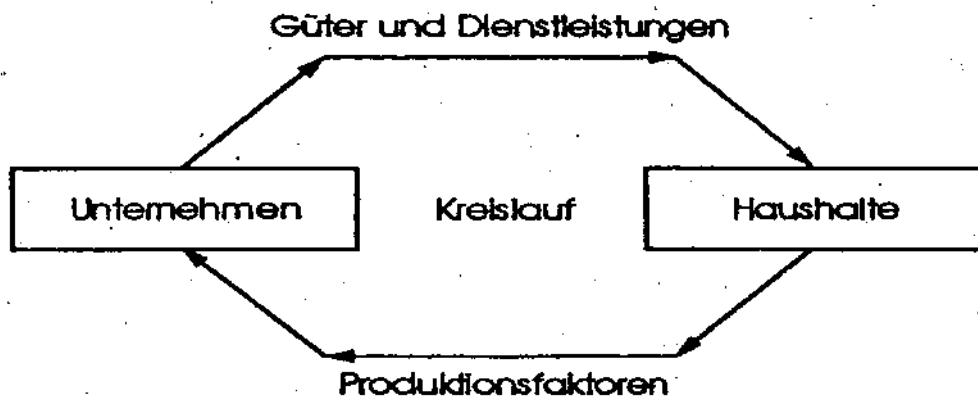 Güter und Dienstleistungen
Unternehmen Kreislauf Haushalte
Produktionsfaktoren